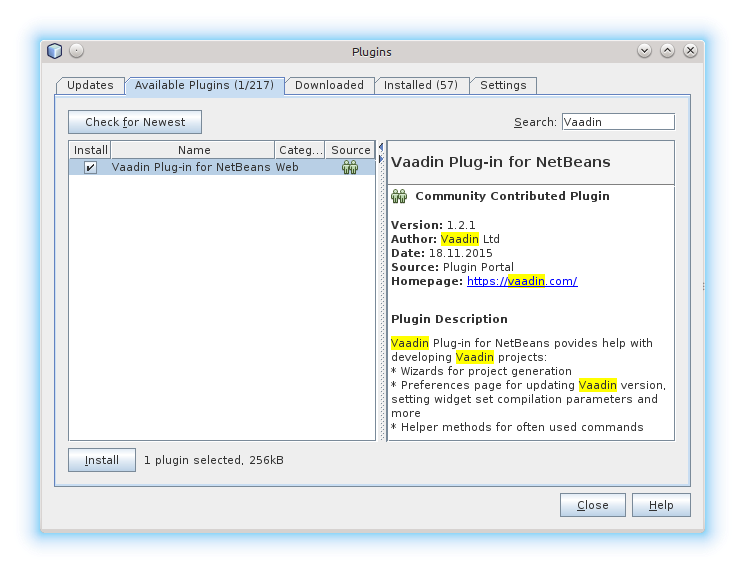 Plugins
Updates
Available Plugins (1/217)
Downloaded
Installed (57)
Settings
Check for Newest
Search: Vaadin
Install Name Categ... Source
Vaadin Plug-in for NetBeans Web
Vaadin Plug-in for NetBeans
Community Contributed Plugin
Version: 1.2.1
Author: Vaadin Ltd
Date: 18.11.2015
Source: Plugin Portal
Homepage: https://vaadin.com/
Plugin Description
Vaadin Plug-in for NetBeans povides help with
developing Vaadin projects:
* Wizards for project generation
* Preferences page for updating Vaadin version,
setting widget set compilation parameters and
more
* Helper methods for often used commands
Install
1 plugin selected, 256kB
Close
Help